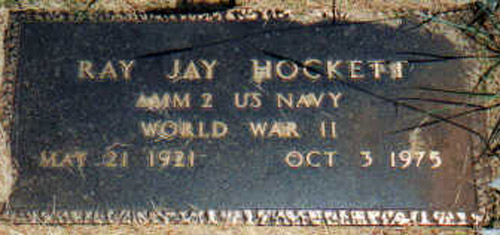 RAY JAY HOCKETT
AMM 2 US NAVY
WORLD WAR II
MAY 21 1921 OCT 3 1975